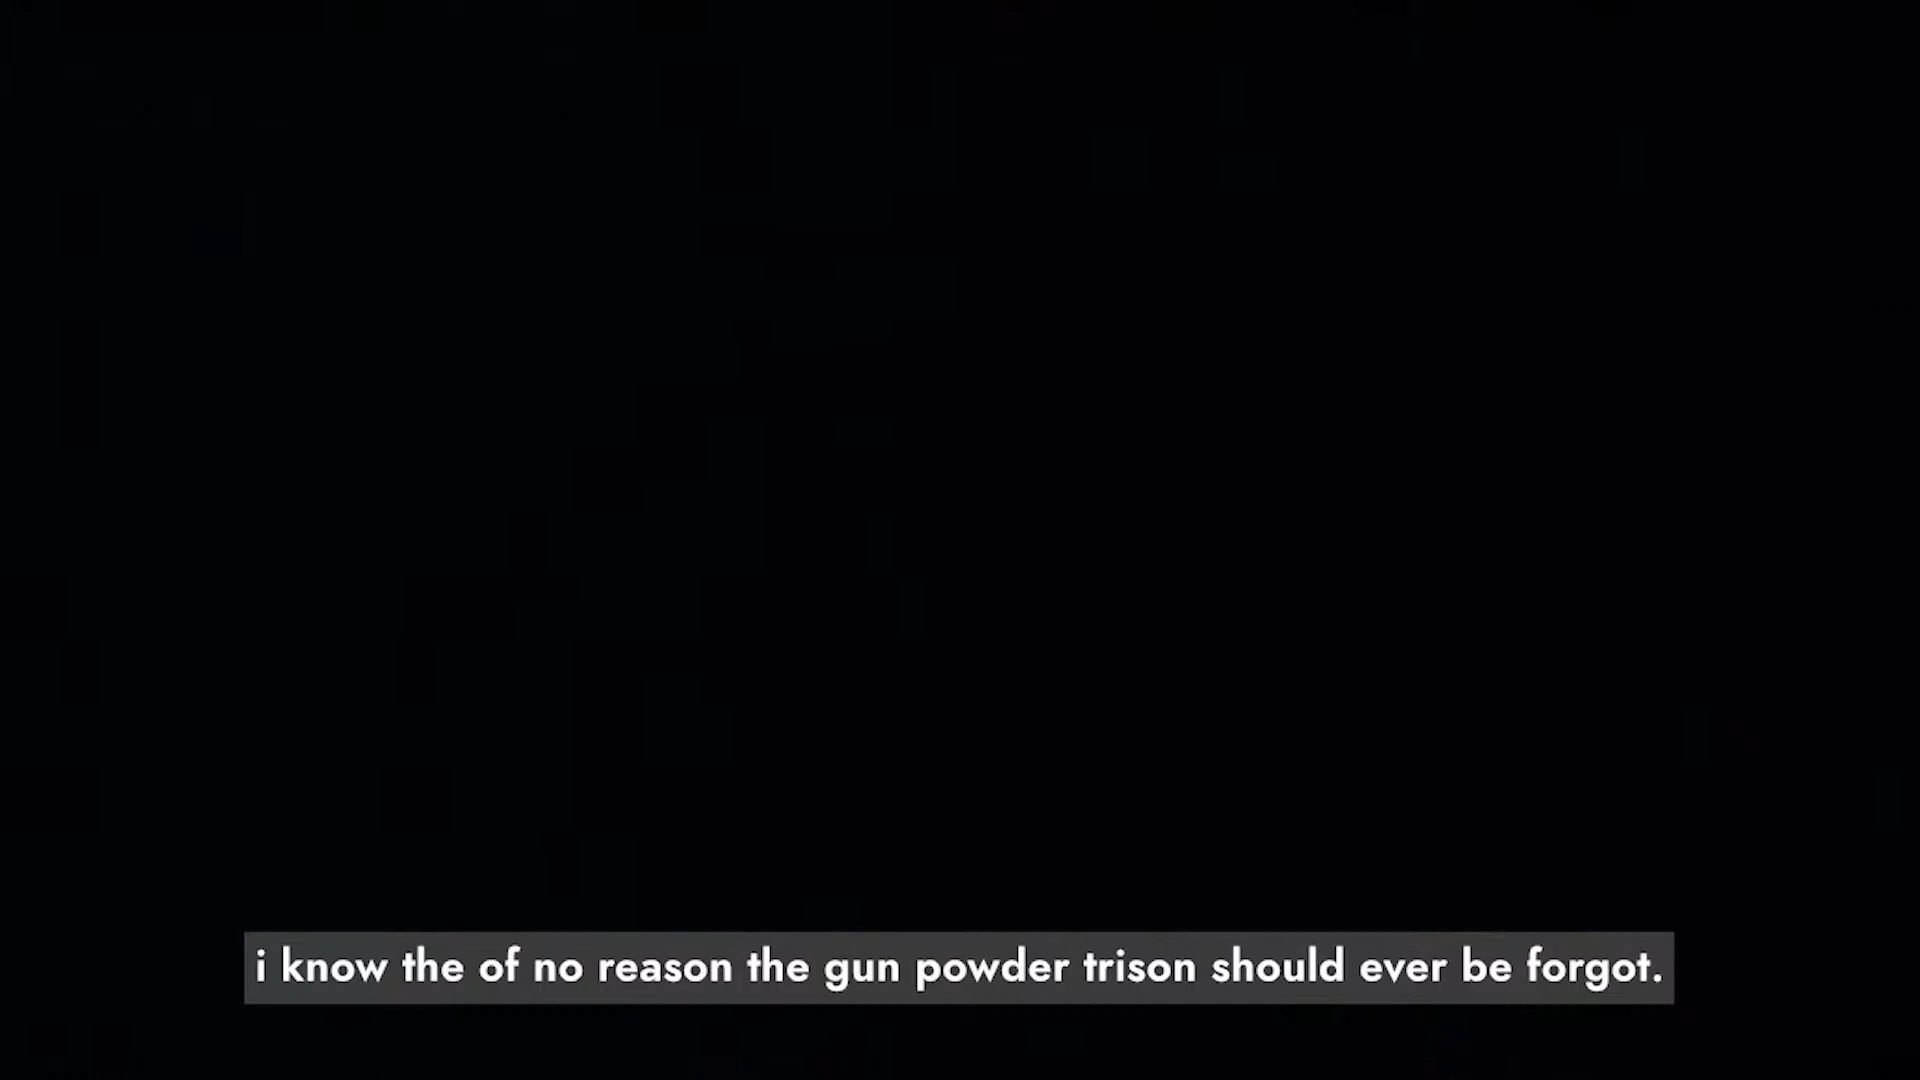 i know the of no reason the gun powder trison should ever be forgot.